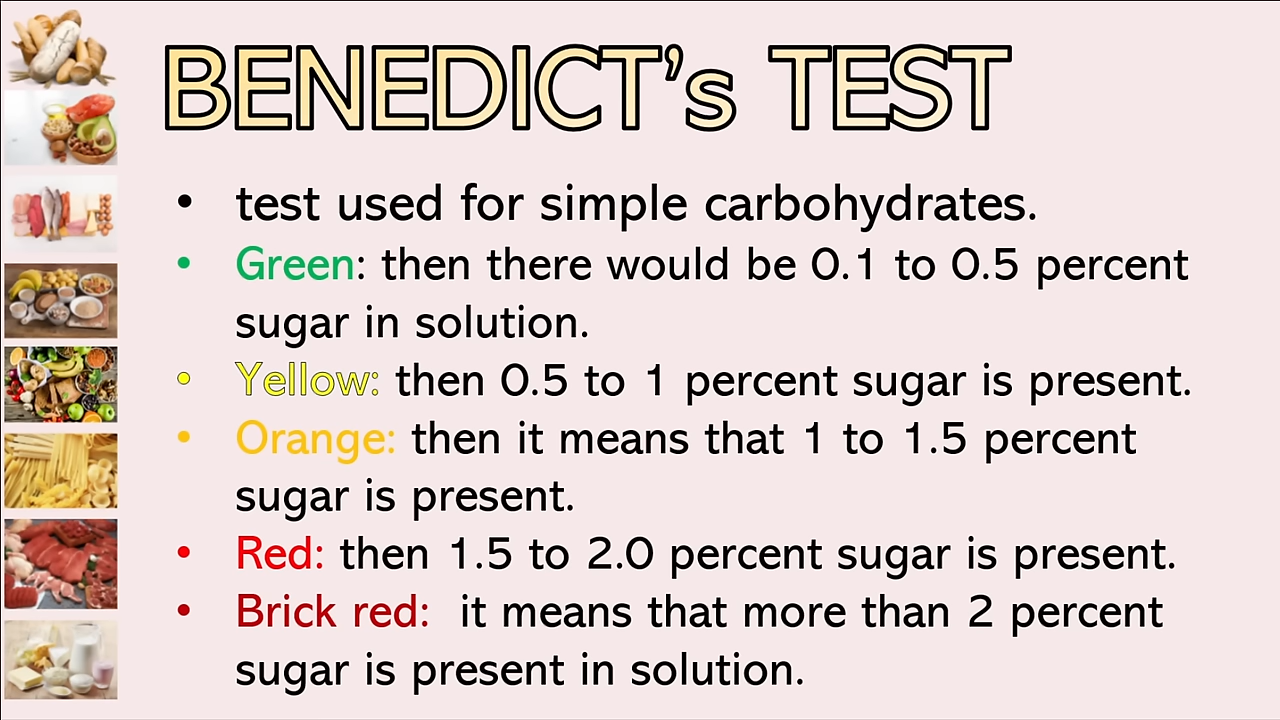 BENEDICT’s TEST
• test used for simple carbohydrates.
• Green: then there would be 0.1 to 0.5 percent
sugar in solution.
• Yellow: then 0.5 to 1 percent sugar is present.
• Orange: then it means that 1 to 1.5 percent
sugar is present.
• Red: then 1.5 to 2.0 percent sugar is present.
• Brick red:  it means that more than 2 percent
sugar is present in solution.